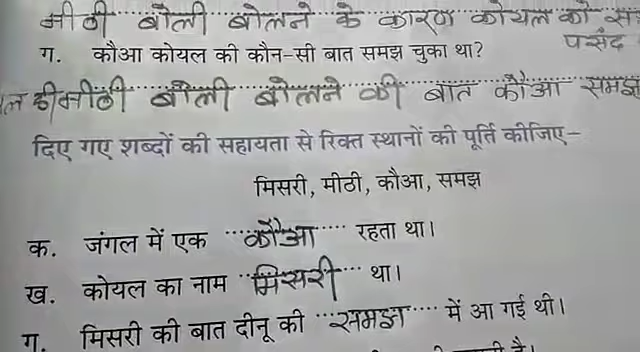 मीठी बोली बोलने के कारण कोयल को
पसंद
ग. कौआ कोयल की कौन-सी बात समझ चुका था?
मीठी बोली बोलने की बात कौआ समझ
दिए गए शब्दों की सहायता से रिक्त स्थानों की पूर्ति कीजिए–
मिसरी, मीठी, कौआ, समझ
क. जंगल में एक कौआ रहता था।
ख. कोयल का नाम मिसरी था।
ग. मिसरी की बात दीनू की समझ में आ गई थी।